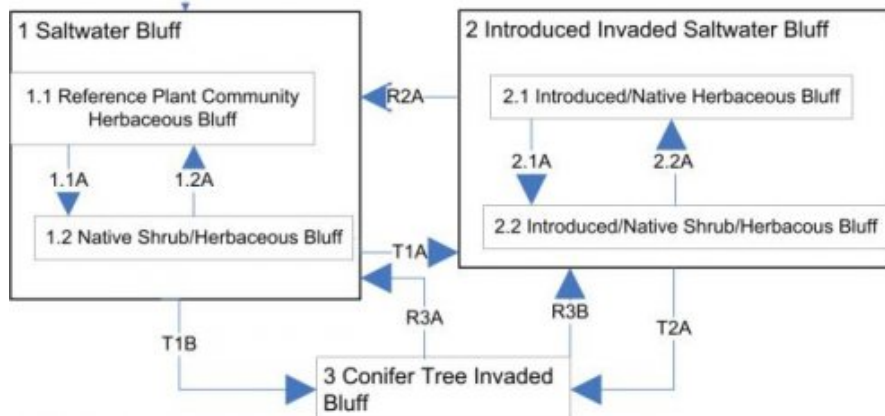 1 Saltwater Bluff
2 Introduced Invaded Saltwater Bluff
1.1 Reference Plant Community
Herbaceous Bluff
R2A
2.1 Introduced/Native Herbaceous Bluff
1.1A
1.2A
2.1A
2.2A
1.2 Native Shrub/Herbaceous Bluff
2.2 Introduced/Native Shrub/Herbacous Bluff
T1A
R3A
R3B
T1B
T2A
3 Conifer Tree Invaded
Bluff